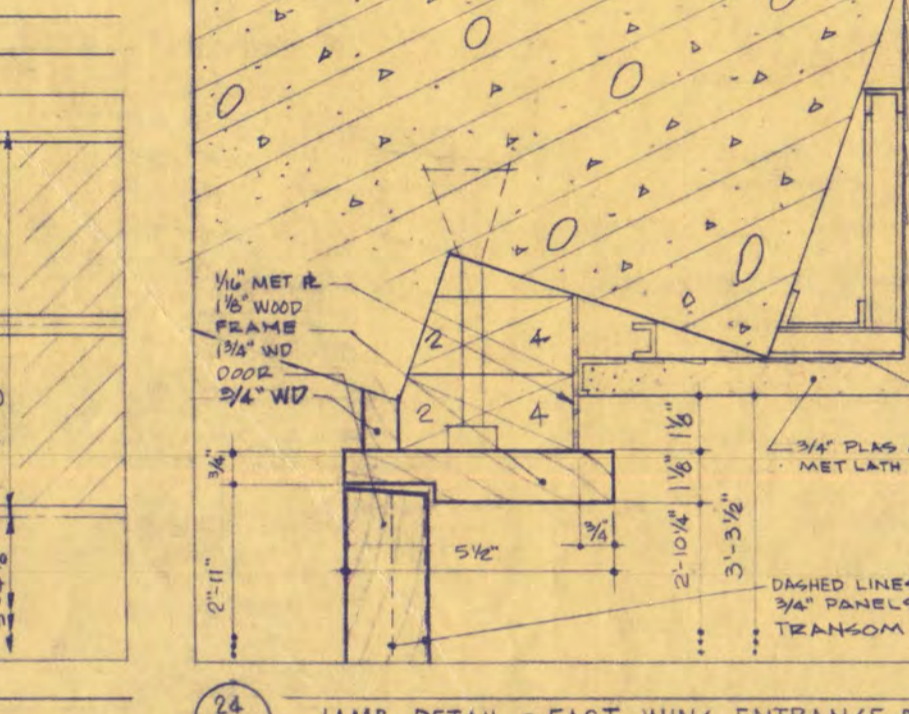 1/16" MET ℞
1 1/8" WOOD
FRAME
1 3/4" WD
DOOR
3/4" WD
2 4
2 4
3/4"
2'-11"
5 1/2"
3/4"
1 1/8"
1 1/8"
2'-10 1/4"
3'-3 1/2"
3/4" PLAS
MET LATH
DASHED LINES
3/4" PANELS
TRANSOM
24
JAMB DETAIL - EAST WING ENTRANCE